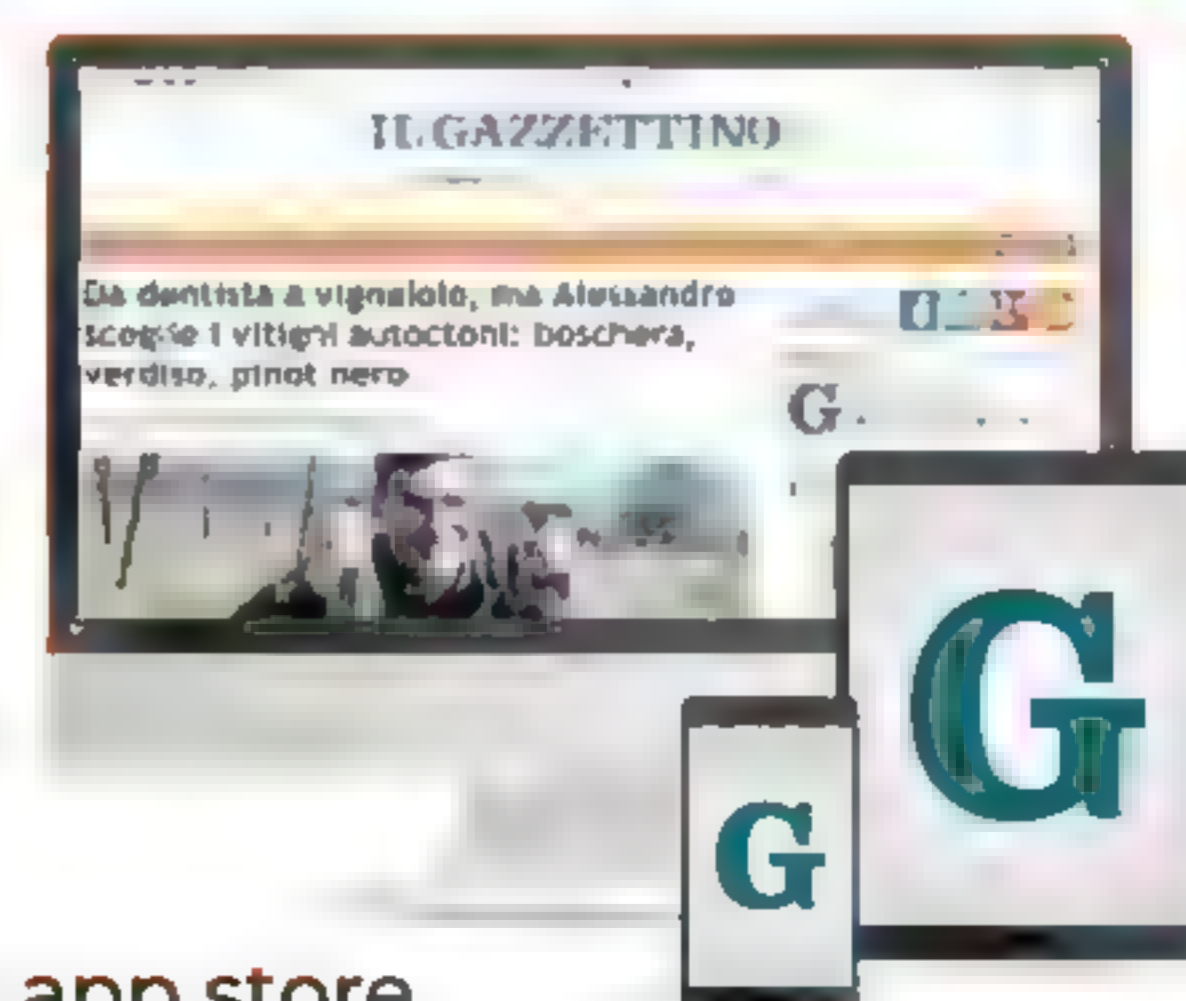 IL GAZZETTINO
Da dentista a vignaiolo, ma Alessandro
sceglie i vitigni autoctoni: boschera,
verdiso, pinot nero
G
G
G
app store